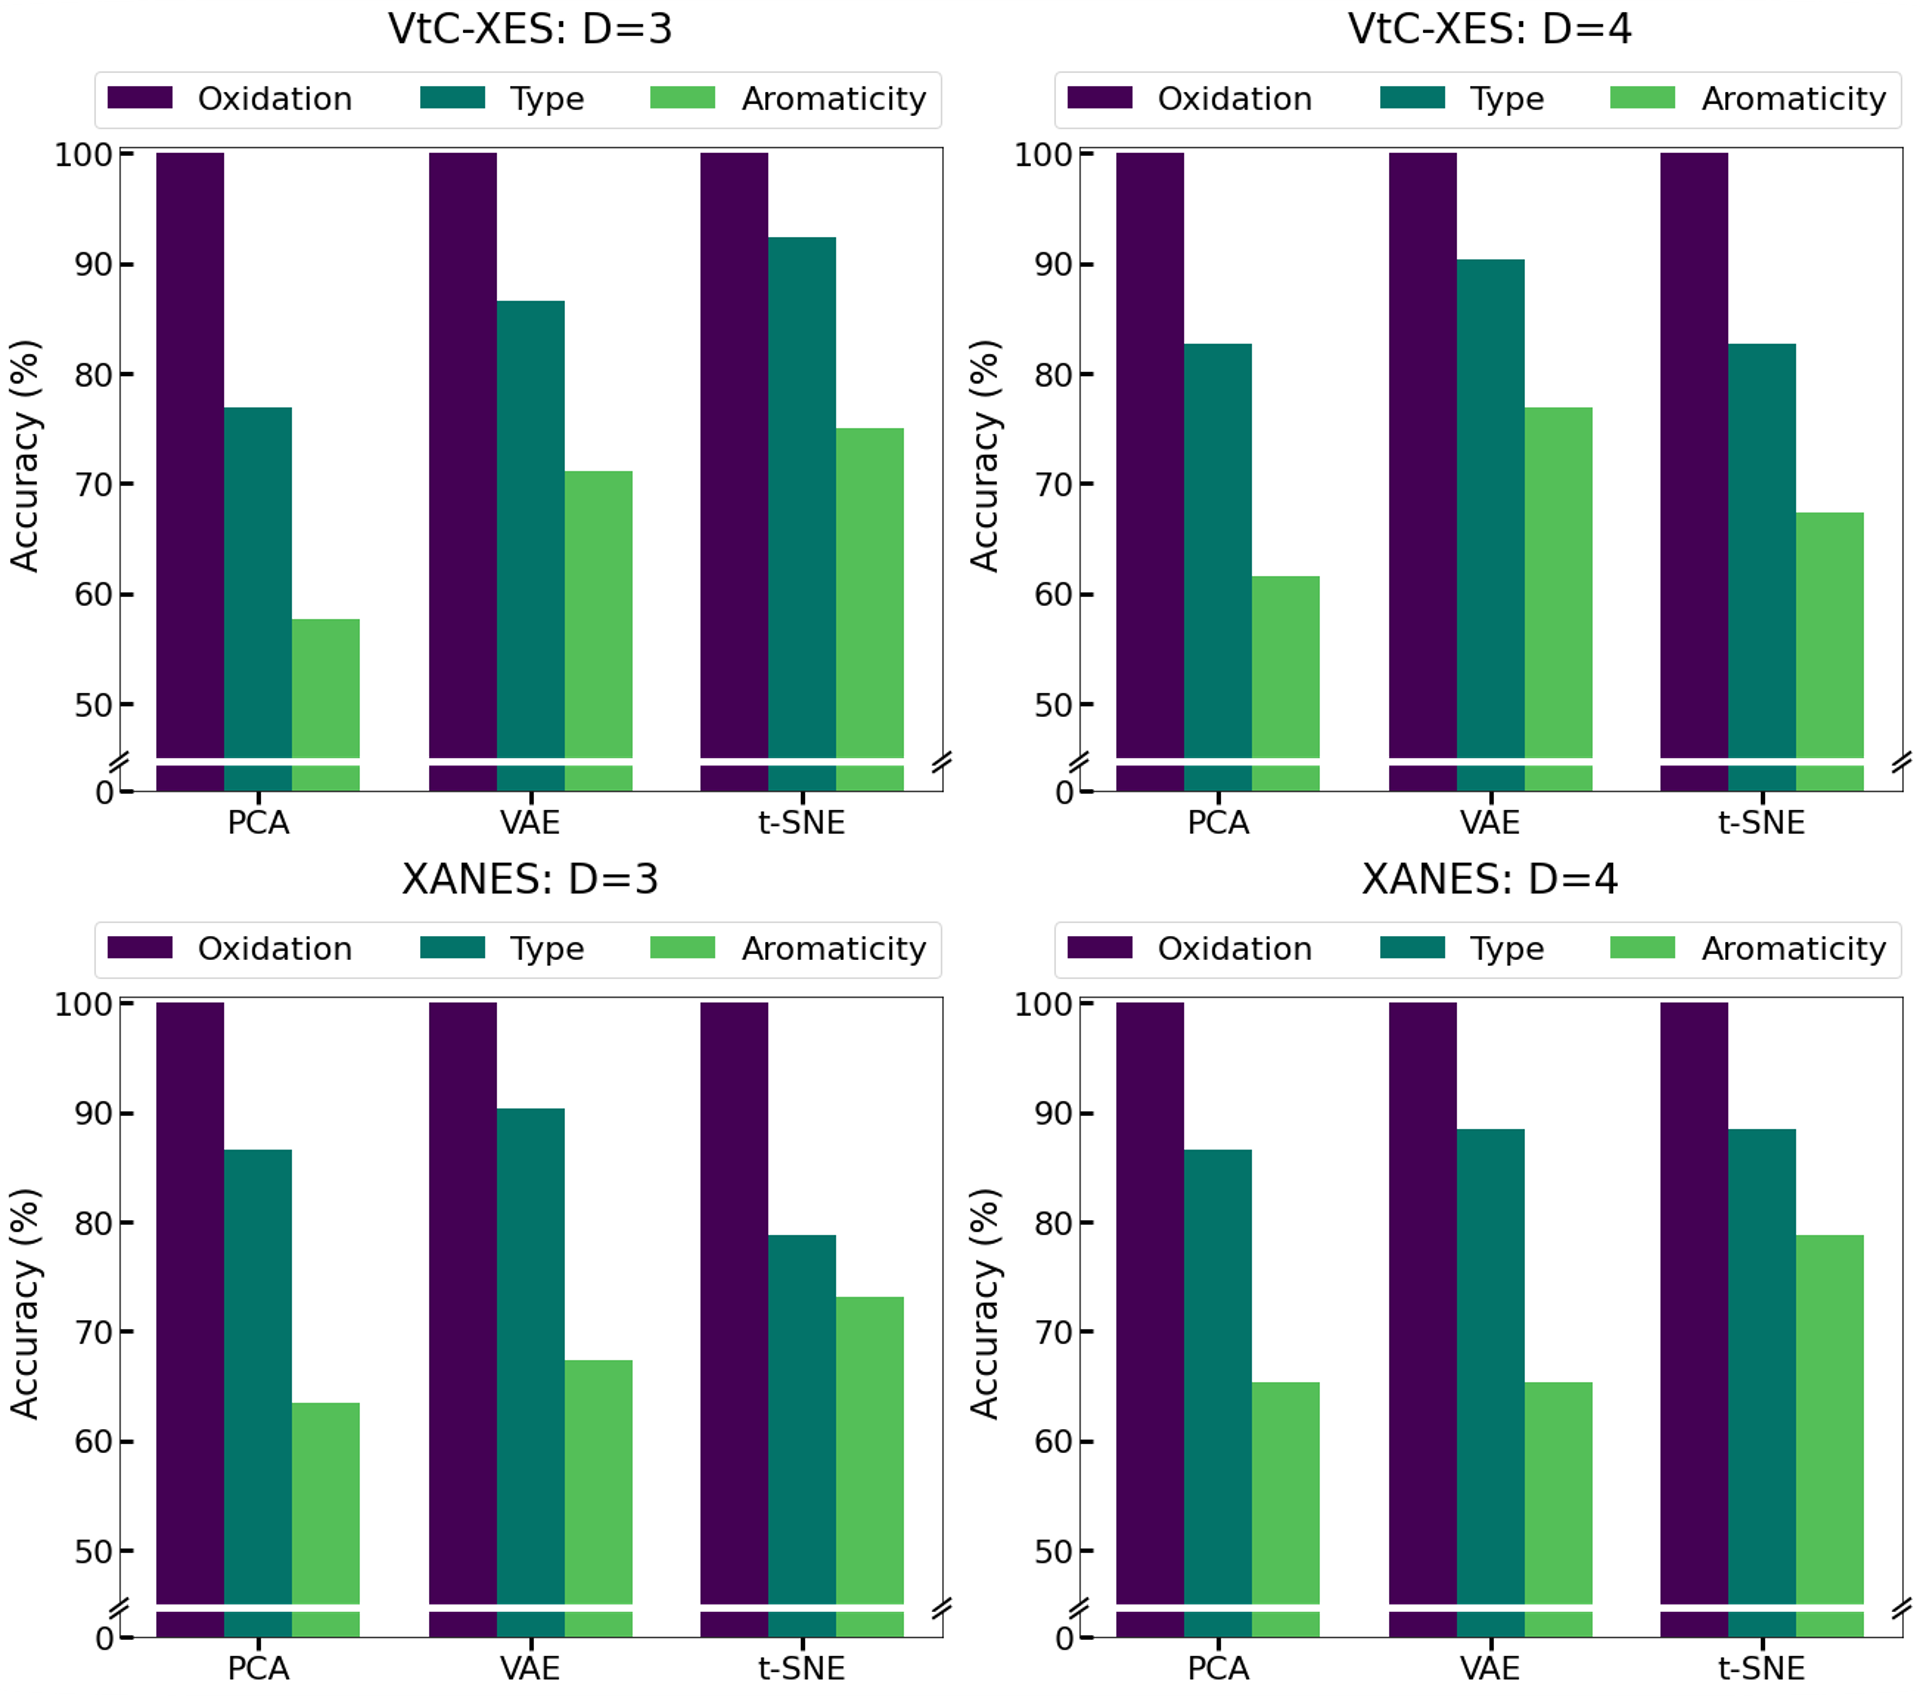 VtC-XES: D=3
Oxidation Type Aromaticity
100
90
80
70
60
50
0
Accuracy (%)
PCA VAE t-SNE
VtC-XES: D=4
Oxidation Type Aromaticity
100
90
80
70
60
50
0
Accuracy (%)
PCA VAE t-SNE
XANES: D=3
Oxidation Type Aromaticity
100
90
80
70
60
50
0
Accuracy (%)
PCA VAE t-SNE
XANES: D=4
Oxidation Type Aromaticity
100
90
80
70
60
50
0
Accuracy (%)
PCA VAE t-SNE